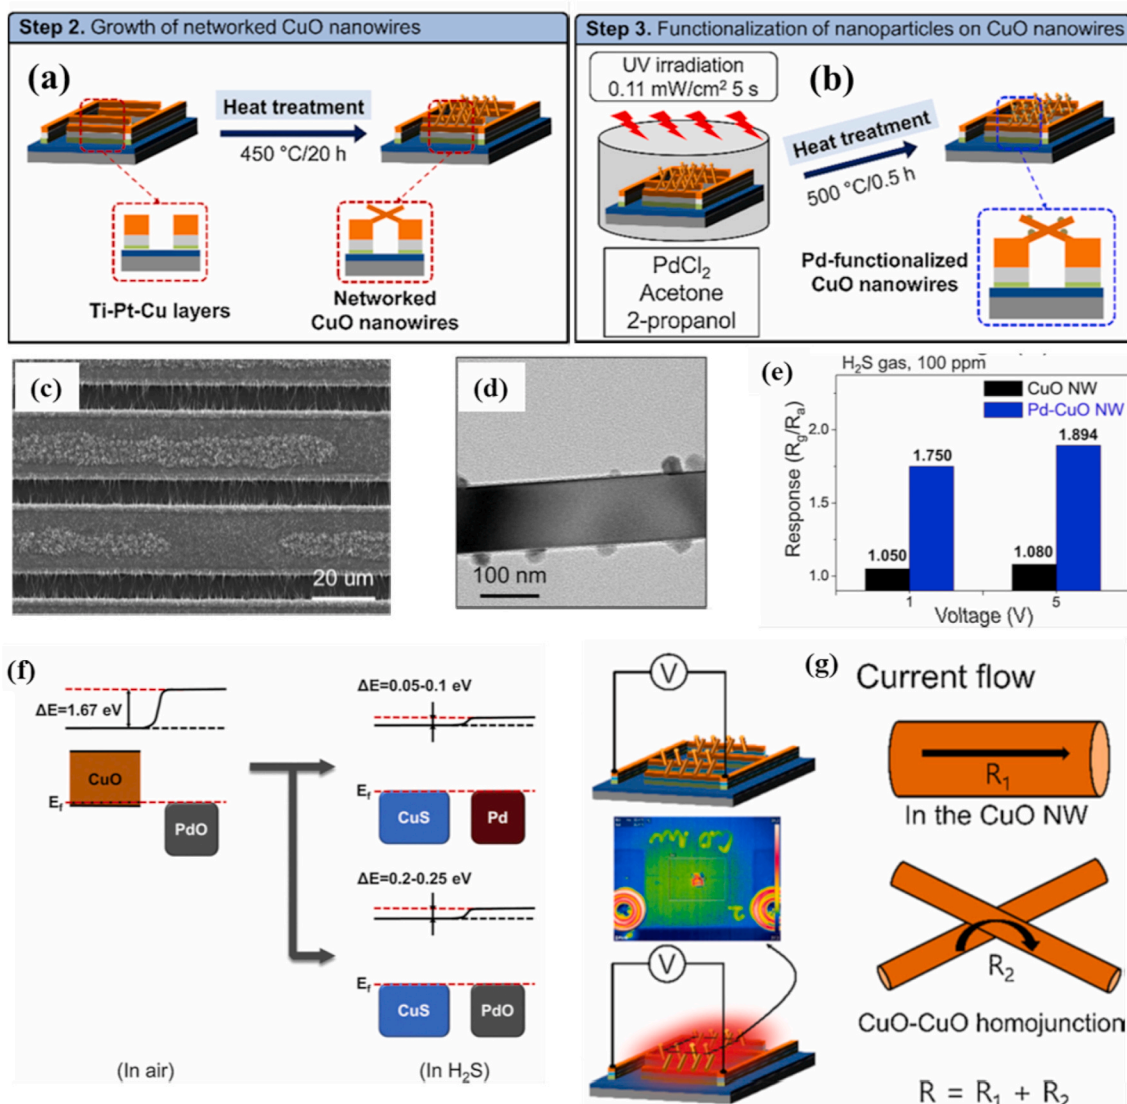 Step 2. Growth of networked CuO nanowires
(a)
Heat treatment
450 °C/20 h
Ti-Pt-Cu layers
Networked
CuO nanowires
Step 3. Functionalization of nanoparticles on CuO nanowires
UV irradiation
0.11 mW/cm² 5 s
(b)
Heat treatment
500 °C/0.5 h
PdCl₂
Acetone
2-propanol
Pd-functionalized
CuO nanowires
(c)
20 um
(d)
100 nm
(e)
H₂S gas, 100 ppm
CuO NW
Pd-CuO NW
Response (Rg/Ra)
2.0
1.5
1.0
1.050
1.750
1.080
1.894
1
5
Voltage (V)
(f)
ΔE=1.67 eV
CuO
Ef
PdO
(In air)
ΔE=0.05-0.1 eV
Ef
CuS
Pd
ΔE=0.2-0.25 eV
Ef
CuS
PdO
(In H₂S)
(g)
V
V
Current flow
R₁
In the CuO NW
R₂
CuO-CuO homojunction
R = R₁ + R₂